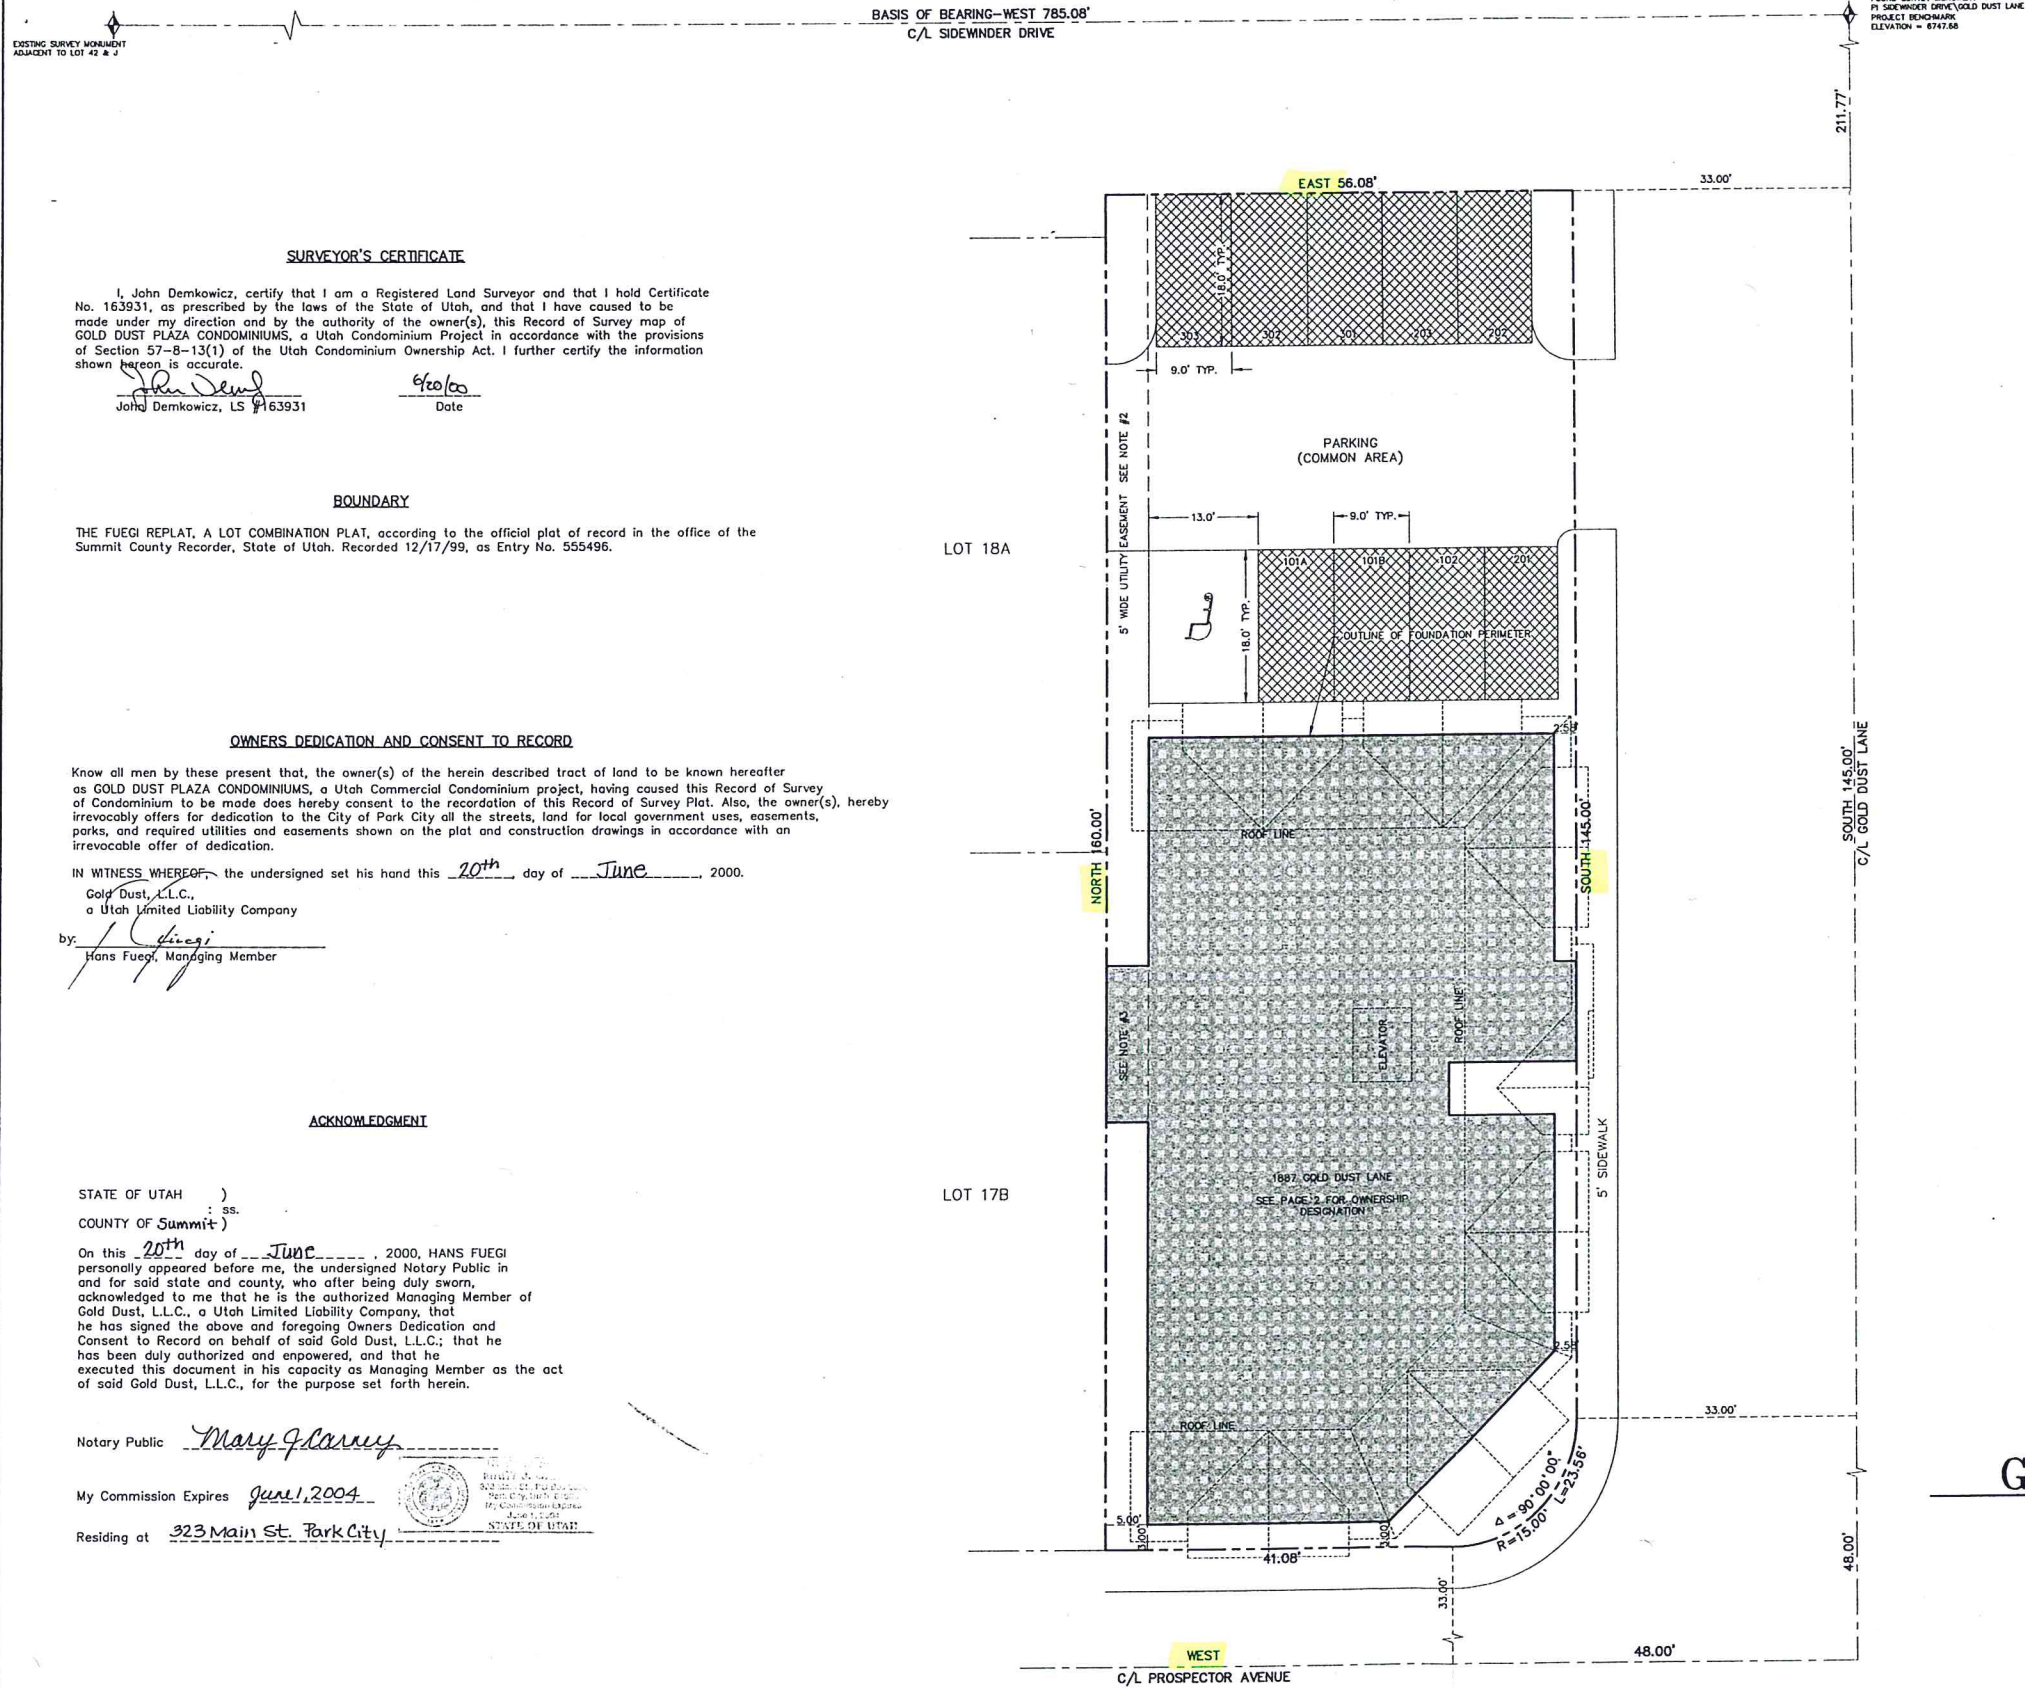 BASIS OF BEARING-WEST 785.08'
C/L SIDEWINDER DRIVE
EXISTING SURVEY MONUMENT
ADJACENT TO LOT 42 & J
PI SIDEWINDER DRIVE\GOLD DUST LANE
PROJECT BENCHMARK
ELEVATION = 6747.68
211.77'
EAST 56.08'
33.00'
SURVEYOR'S CERTIFICATE
I, John Demkowicz, certify that I am a Registered Land Surveyor and that I hold Certificate
No. 163931, as prescribed by the laws of the State of Utah, and that I have caused to be
made under my direction and by the authority of the owner(s), this Record of Survey map of
GOLD DUST PLAZA CONDOMINIUMS, a Utah Condominium Project in accordance with the provisions
of Section 57-8-13(1) of the Utah Condominium Ownership Act. I further certify the information
shown hereon is accurate.
6/20/00
John Demkowicz, LS #163931
Date
BOUNDARY
THE FUEGI REPLAT, A LOT COMBINATION PLAT, according to the official plat of record in the office of the
Summit County Recorder, State of Utah. Recorded 12/17/99, as Entry No. 555496.
OWNERS DEDICATION AND CONSENT TO RECORD
Know all men by these present that, the owner(s) of the herein described tract of land to be known hereafter
as GOLD DUST PLAZA CONDOMINIUMS, a Utah Commercial Condominium project, having caused this Record of Survey
of Condominium to be made does hereby consent to the recordation of this Record of Survey Plat. Also, the owner(s), hereby
irrevocably offers for dedication to the City of Park City all the streets, land for local government uses, easements,
parks, and required utilities and easements shown on the plat and construction drawings in accordance with an
irrevocable offer of dedication.
IN WITNESS WHEREOF, the undersigned set his hand this 20th day of June, 2000.
Gold Dust, L.L.C.,
a Utah Limited Liability Company
by:
Hans Fuegi, Managing Member
ACKNOWLEDGMENT
STATE OF UTAH )
: ss.
COUNTY OF Summit )
On this 20th day of June, 2000, HANS FUEGI
personally appeared before me, the undersigned Notary Public in
and for said state and county, who after being duly sworn,
acknowledged to me that he is the authorized Managing Member of
Gold Dust, L.L.C., a Utah Limited Liability Company, that
he has signed the above and foregoing Owners Dedication and
Consent to Record on behalf of said Gold Dust, L.L.C.; that he
has been duly authorized and enpowered, and that he
executed this document in his capacity as Managing Member as the act
of said Gold Dust, L.L.C., for the purpose set forth herein.
Notary Public Mary J Carney
My Commission Expires June 1, 2004
Residing at 323 Main St. Park City
My Commission Expires
June 1, 2004
STATE OF UTAH
18.0' TYP.
303
302
301
203
202
9.0' TYP.
PARKING
(COMMON AREA)
5' WIDE UTILITY EASEMENT SEE NOTE #2
13.0'
9.0' TYP.
LOT 18A
101A
101B
102
201
18.0' TYP.
OUTLINE OF FOUNDATION PERIMETER
ROOF LINE
NORTH 160.00'
SOUTH 145.00'
SOUTH 145.00'
C/L GOLD DUST LANE
SEE NOTE #3
ELEVATOR
ROOF LINE
5' SIDEWALK
LOT 17B
1887 GOLD DUST LANE
SEE PAGE 2 FOR OWNERSHIP
DESIGNATION
ROOF LINE
33.00'
Δ = 90°00'00"
R=15.00' L=23.56'
5.00'
3.00'
3.00'
41.08'
33.00'
48.00'
48.00'
WEST
C/L PROSPECTOR AVENUE
G